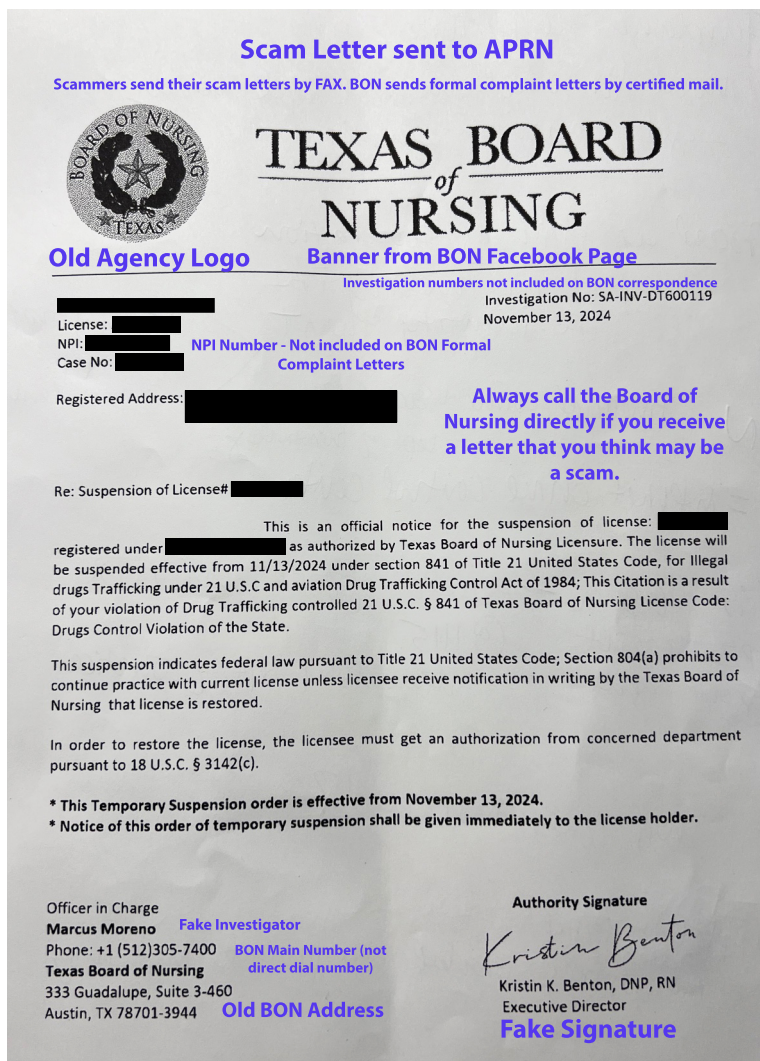 Scam Letter sent to APRN
Scammers send their scam letters by FAX. BON sends formal complaint letters by certified mail.
BOARD OF NURSING
TEXAS
TEXAS BOARD
of
NURSING
Old Agency Logo
Banner from BON Facebook Page
Investigation numbers not included on BON correspondence
Investigation No: SA-INV-DT600119
November 13, 2024
License:
NPI:
NPI Number - Not included on BON Formal
Complaint Letters
Case No:
Registered Address:
Always call the Board of
Nursing directly if you receive
a letter that you think may be
a scam.
Re: Suspension of License#
This is an official notice for the suspension of license:
registered under as authorized by Texas Board of Nursing Licensure. The license will
be suspended effective from 11/13/2024 under section 841 of Title 21 United States Code, for Illegal
drugs Trafficking under 21 U.S.C and aviation Drug Trafficking Control Act of 1984; This Citation is a result
of your violation of Drug Trafficking controlled 21 U.S.C. § 841 of Texas Board of Nursing License Code:
Drugs Control Violation of the State.
This suspension indicates federal law pursuant to Title 21 United States Code; Section 804(a) prohibits to
continue practice with current license unless licensee receive notification in writing by the Texas Board of
Nursing that license is restored.
In order to restore the license, the licensee must get an authorization from concerned department
pursuant to 18 U.S.C. § 3142(c).
* This Temporary Suspension order is effective from November 13, 2024.
* Notice of this order of temporary suspension shall be given immediately to the license holder.
Officer in Charge
Marcus Moreno
Fake Investigator
Phone: +1 (512)305-7400
BON Main Number (not
direct dial number)
Texas Board of Nursing
333 Guadalupe, Suite 3-460
Austin, TX 78701-3944
Old BON Address
Authority Signature
Kristin Benton
Kristin K. Benton, DNP, RN
Executive Director
Fake Signature